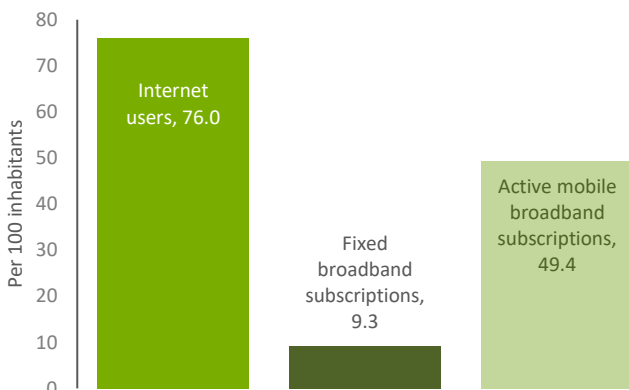 80
70
60
50
40
30
20
10
0
Per 100 inhabitants
Internet
users, 76.0
Fixed
broadband
subscriptions,
9.3
Active mobile
broadband
subscriptions,
49.4